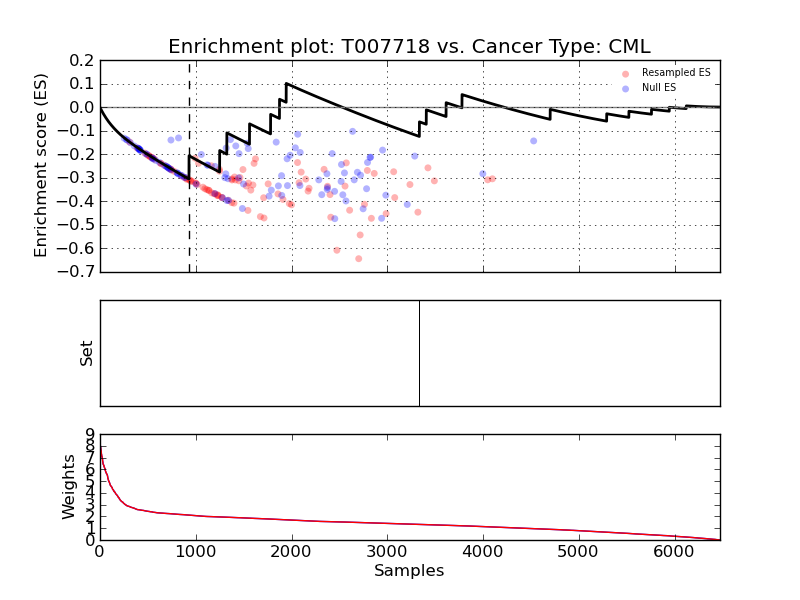 Enrichment plot: T007718 vs. Cancer Type: CML
Enrichment score (ES)
0.2
0.1
0.0
−0.1
−0.2
−0.3
−0.4
−0.5
−0.6
−0.7
Resampled ES
Null ES
Set
Weights
9
8
7
6
5
4
3
2
1
0
0 1000 2000 3000 4000 5000 6000
Samples